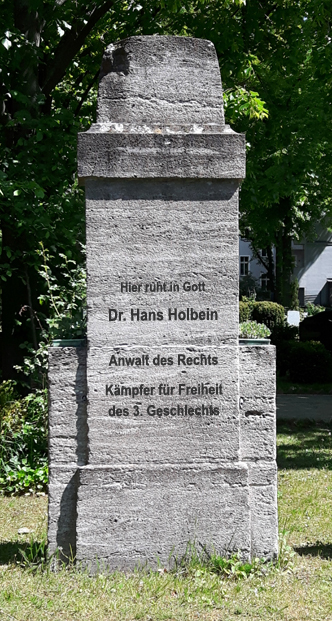 Hier ruht in Gott
Dr. Hans Holbein
Anwalt des Rechts
Kämpfer für Freiheit
des 3. Geschlechts